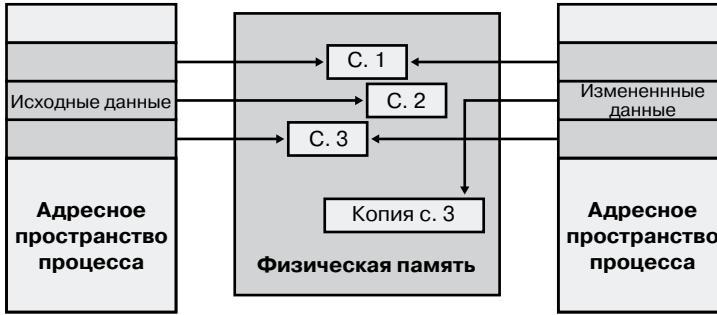 С. 1
Исходные данные
С. 2
Измененнные
данные
С. 3
Копия с. 3
Адресное
пространство
процесса
Физическая память
Адресное
пространство
процесса